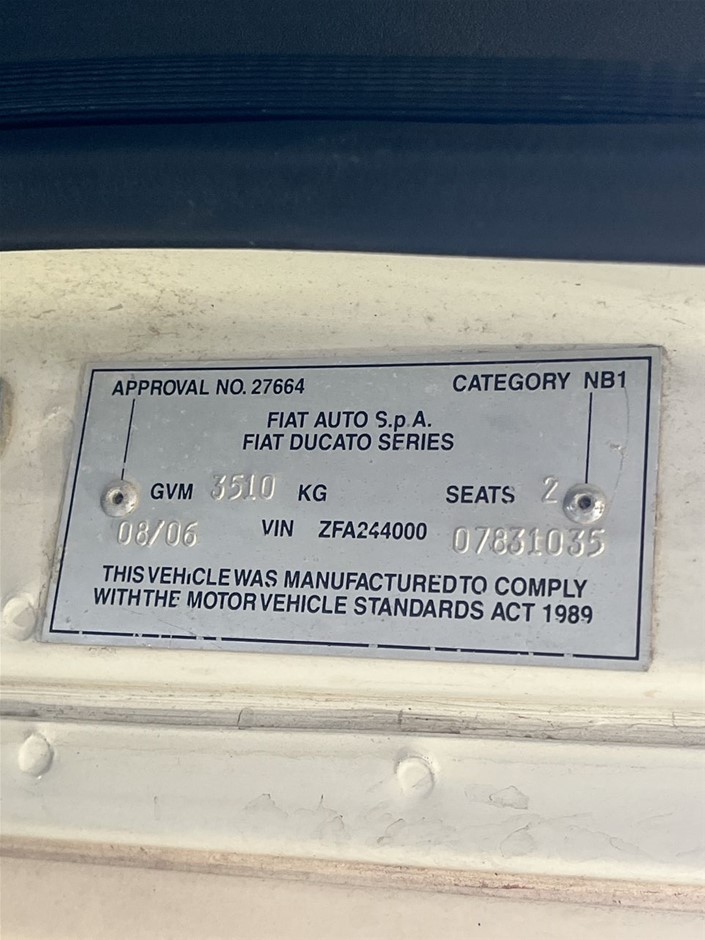 APPROVAL NO. 27664 CATEGORY NB1
FIAT AUTO S.p.A.
FIAT DUCATO SERIES
GVM 3510 KG SEATS 2
08/06 VIN ZFA244000 07831035
THIS VEHICLE WAS MANUFACTURED TO COMPLY
WITH THE MOTOR VEHICLE STANDARDS ACT 1989